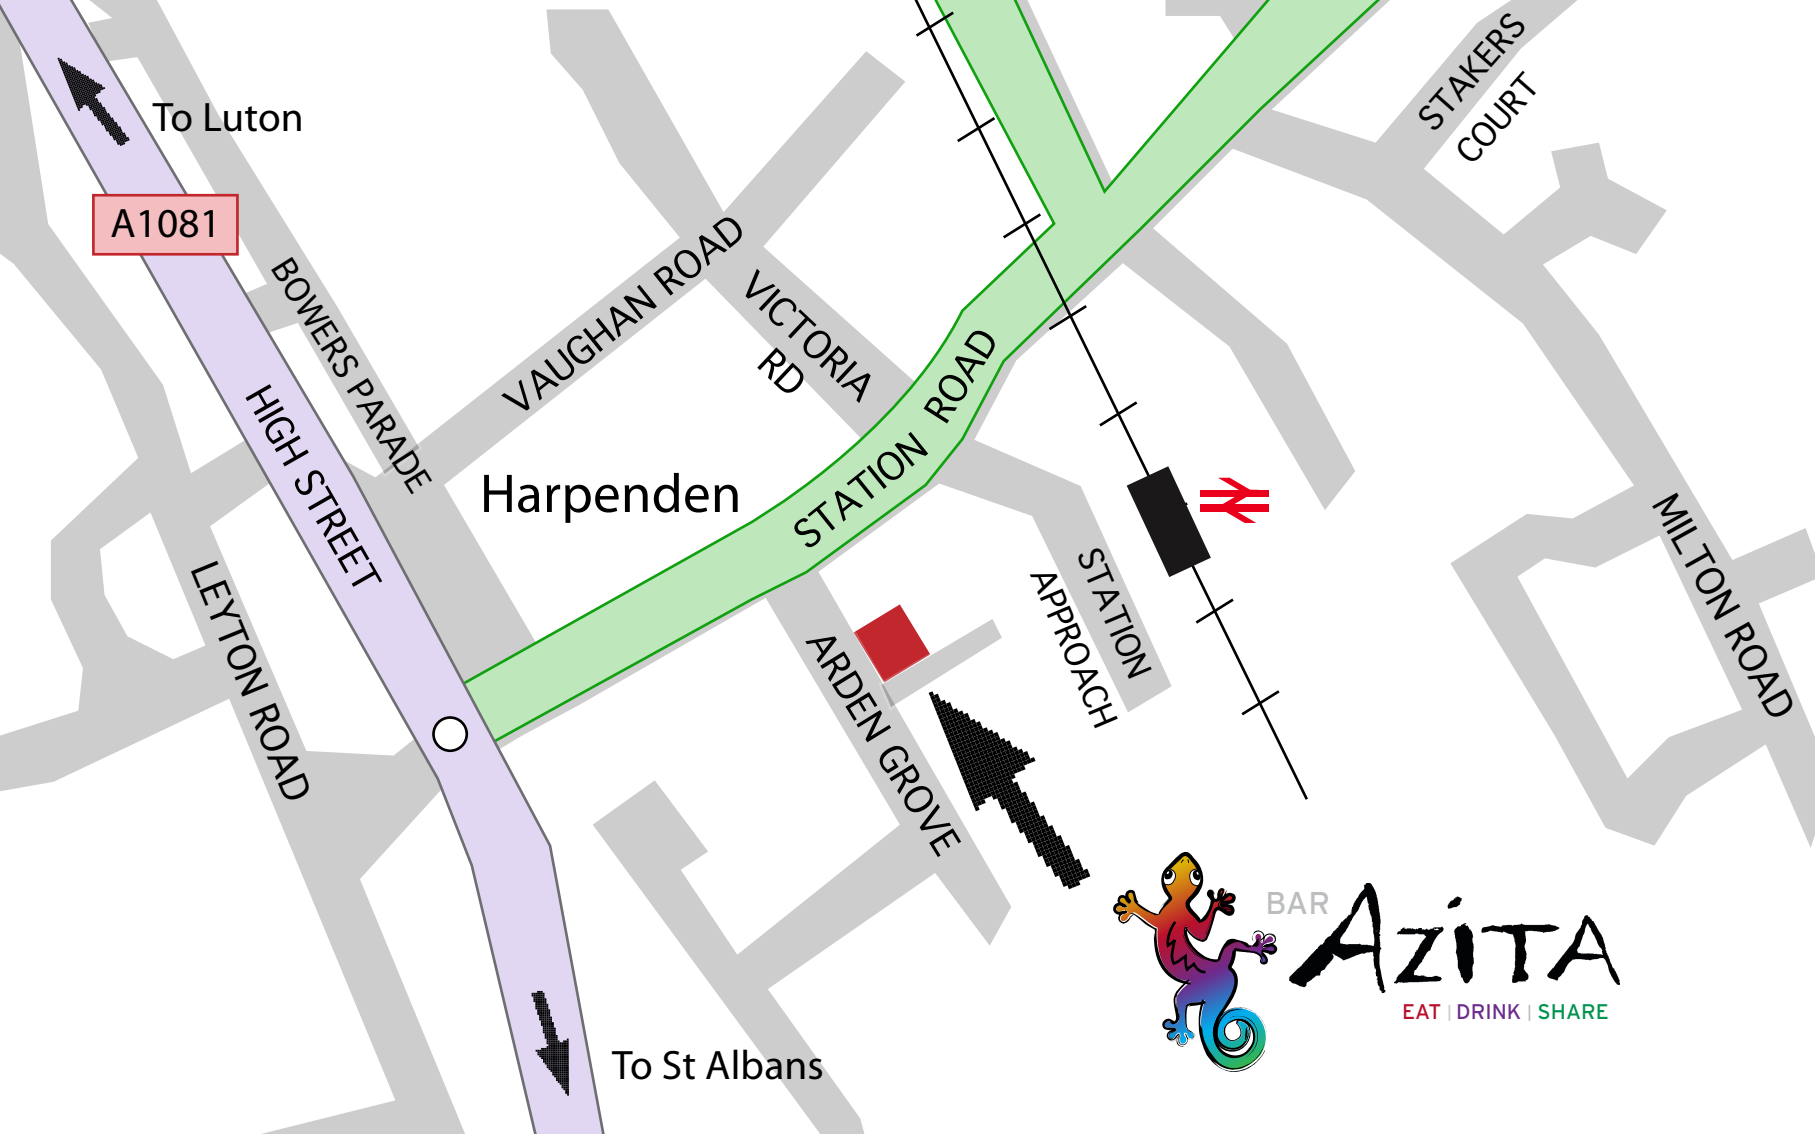 STAKERS
COURT
To Luton
A1081
BOWERS PARADE
VAUGHAN ROAD
VICTORIA
RD
STATION ROAD
HIGH STREET
Harpenden
LEYTON ROAD
ARDEN GROVE
STATION
APPROACH
MILTON ROAD
BAR
AZiTA
EAT | DRINK | SHARE
To St Albans